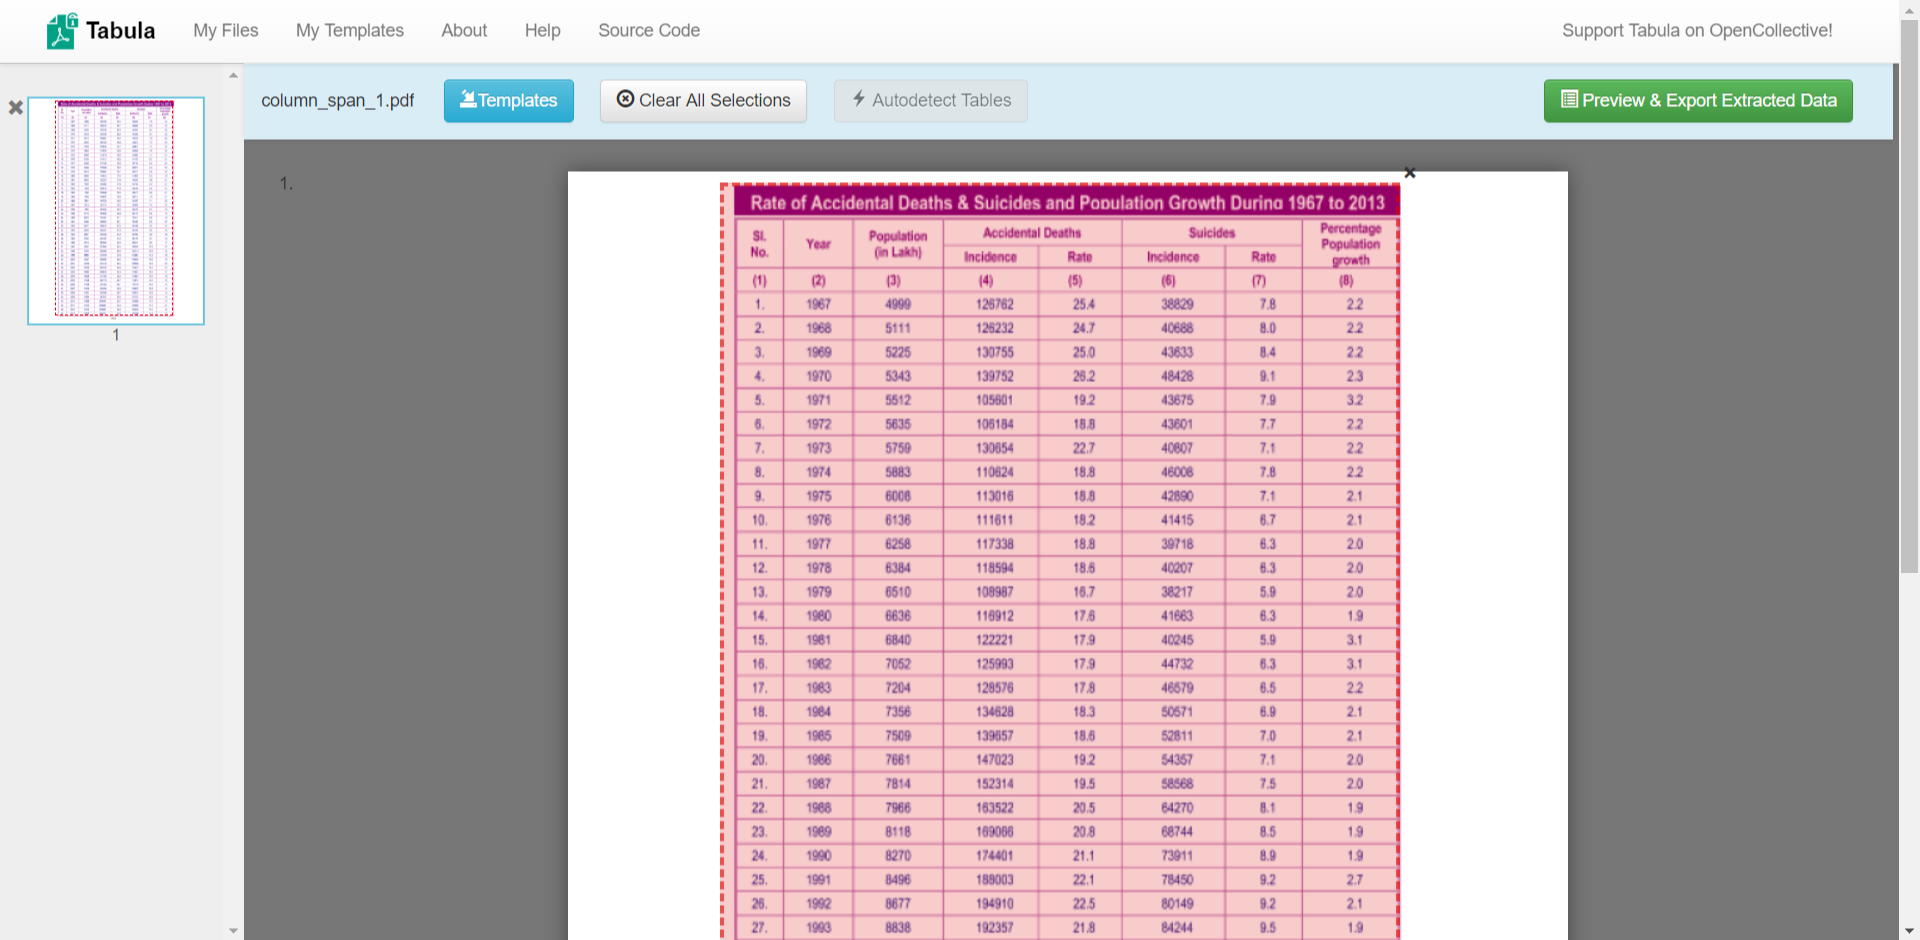 Tabula My Files My Templates About Help Source Code Support Tabula on OpenCollective!
column_span_1.pdf Templates Clear All Selections Autodetect Tables Preview & Export Extracted Data
1
1.
Rate of Accidental Deaths & Suicides and Population Growth During 1967 to 2013
Sl. No. Year Population (in Lakh) Accidental Deaths Suicides Percentage Population growth
Incidence Rate Incidence Rate
(1) (2) (3) (4) (5) (6) (7) (8)
1. 1967 4999 126762 25.4 38829 7.8 2.2
2. 1968 5111 126232 24.7 40688 8.0 2.2
3. 1969 5225 130755 25.0 43633 8.4 2.2
4. 1970 5343 139752 26.2 48428 9.1 2.3
5. 1971 5512 105601 19.2 43675 7.9 3.2
6. 1972 5635 106184 18.8 43601 7.7 2.2
7. 1973 5759 130654 22.7 40807 7.1 2.2
8. 1974 5883 110624 18.8 46008 7.8 2.2
9. 1975 6008 113016 18.8 42890 7.1 2.1
10. 1976 6136 111611 18.2 41415 6.7 2.1
11. 1977 6258 117338 18.8 39718 6.3 2.0
12. 1978 6384 118594 18.6 40207 6.3 2.0
13. 1979 6510 108987 16.7 38217 5.9 2.0
14. 1980 6636 116912 17.6 41663 6.3 1.9
15. 1981 6840 122221 17.9 40245 5.9 3.1
16. 1982 7052 125993 17.9 44732 6.3 3.1
17. 1983 7204 128576 17.8 46579 6.5 2.2
18. 1984 7356 134628 18.3 50571 6.9 2.1
19. 1985 7509 139657 18.6 52811 7.0 2.1
20. 1986 7661 147023 19.2 54357 7.1 2.0
21. 1987 7814 152314 19.5 58568 7.5 2.0
22. 1988 7966 163522 20.5 64270 8.1 1.9
23. 1989 8118 169066 20.8 68744 8.5 1.9
24. 1990 8270 174401 21.1 73911 8.9 1.9
25. 1991 8496 188003 22.1 78450 9.2 2.7
26. 1992 8677 194910 22.5 80149 9.2 2.1
27. 1993 8838 192357 21.8 84244 9.5 1.9